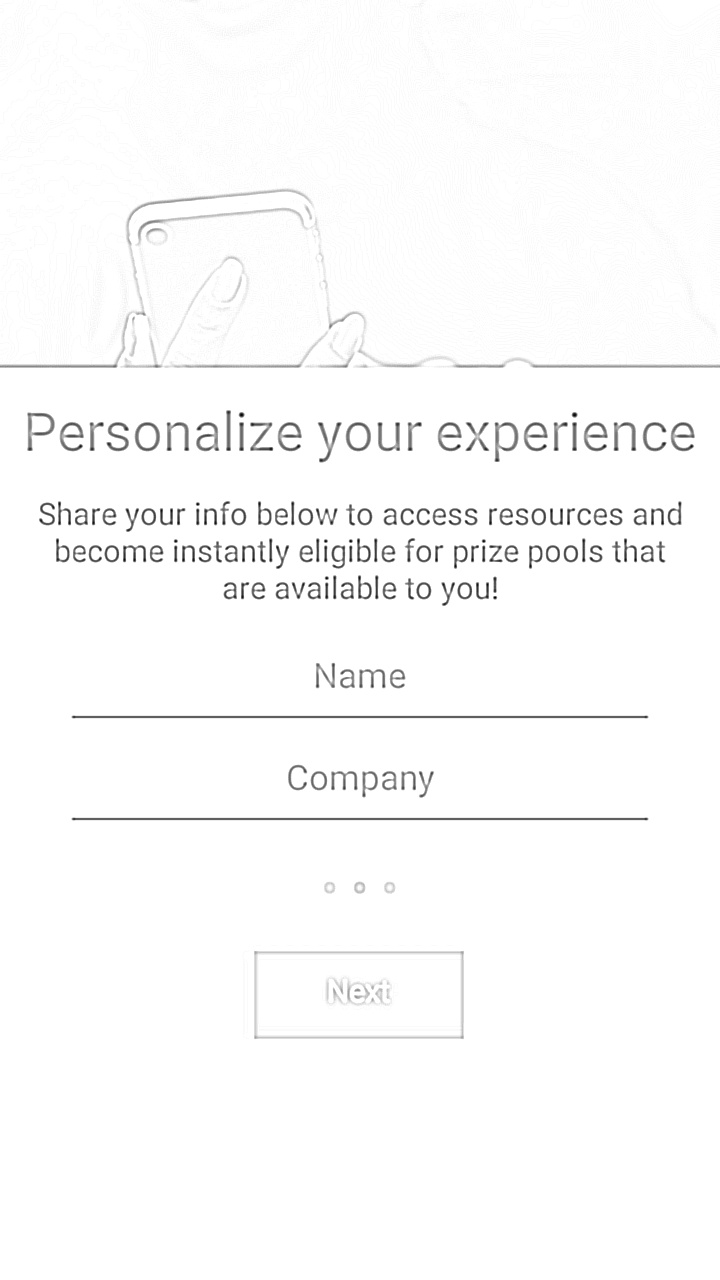 Personalize your experience
Share your info below to access resources and
become instantly eligible for prize pools that
are available to you!
Name
Company
Next